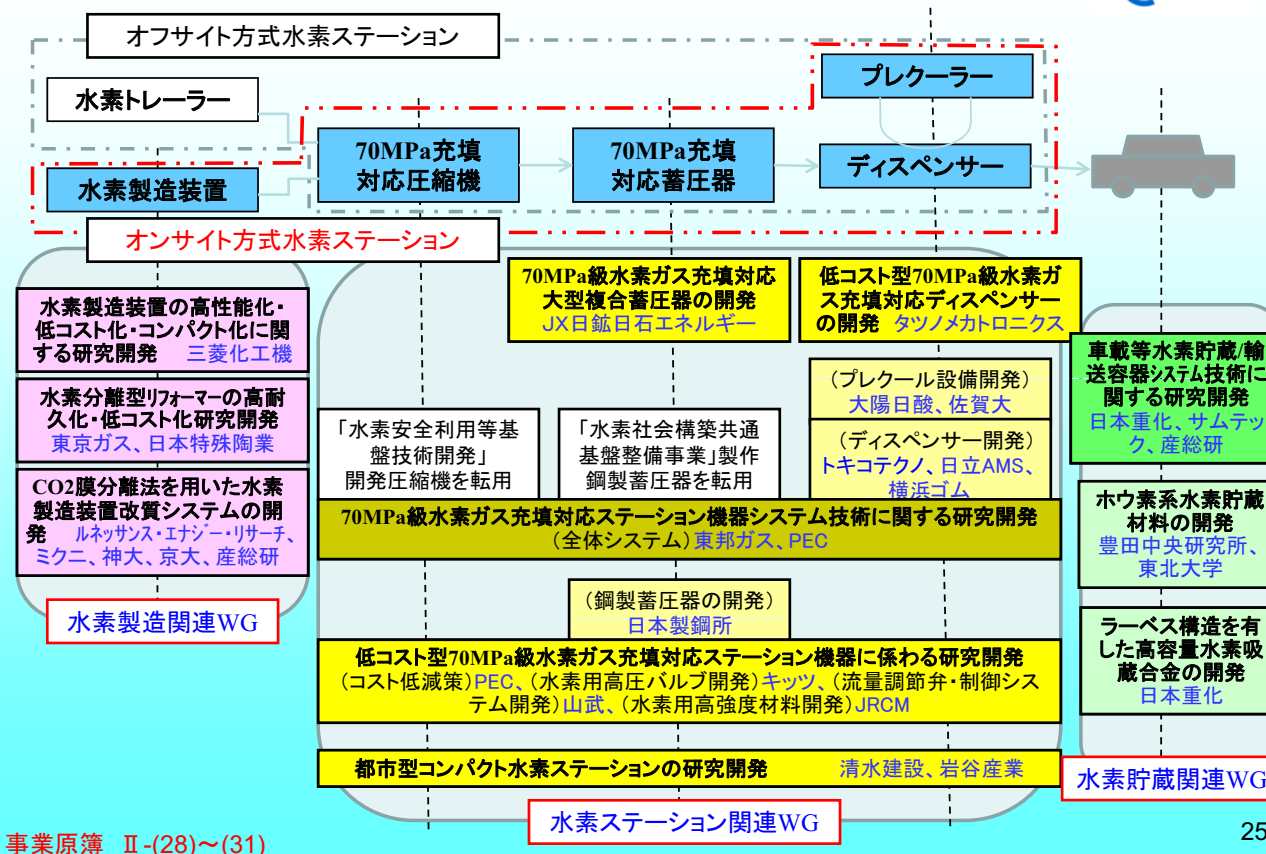 オフサイト方式水素ステーション
水素トレーラー
プレクーラー
70MPa充填
対応圧縮機
70MPa充填
対応蓄圧器
ディスペンサー
水素製造装置
オンサイト方式水素ステーション
水素製造装置の高性能化・
低コスト化・コンパクト化に関
する研究開発 三菱化工機
水素分離型リフォーマーの高耐
久化・低コスト化研究開発
東京ガス、日本特殊陶業
CO2膜分離法を用いた水素
製造装置改質システムの開
発 ルネッサンス・エナジー・リサーチ、
ミクニ、神大、京大、産総研
水素製造関連WG
70MPa級水素ガス充填対応
大型複合蓄圧器の開発
JX日鉱日石エネルギー
低コスト型70MPa級水素ガ
ス充填対応ディスペンサー
の開発 タツノメカトロニクス
(プレクール設備開発)
大陽日酸、佐賀大
(ディスペンサー開発)
トキコテクノ、日立AMS、
横浜ゴム
「水素安全利用等基
盤技術開発」
開発圧縮機を転用
「水素社会構築共通
基盤整備事業」製作
鋼製蓄圧器を転用
70MPa級水素ガス充填対応ステーション機器システム技術に関する研究開発
(全体システム)東邦ガス、PEC
(鋼製蓄圧器の開発)
日本製鋼所
低コスト型70MPa級水素ガス充填対応ステーション機器に係わる研究開発
(コスト低減策)PEC、(水素用高圧バルブ開発)キッツ、(流量調節弁・制御シス
テム開発)山武、(水素用高強度材料開発)JRCM
都市型コンパクト水素ステーションの研究開発 清水建設、岩谷産業
水素ステーション関連WG
車載等水素貯蔵/輸
送容器システム技術に
関する研究開発
日本重化、サムテッ
ク、産総研
ホウ素系水素貯蔵
材料の開発
豊田中央研究所、
東北大学
ラーベス構造を有
した高容量水素吸
蔵合金の開発
日本重化
水素貯蔵関連WG
事業原簿 Ⅱ-(28)~(31)
25